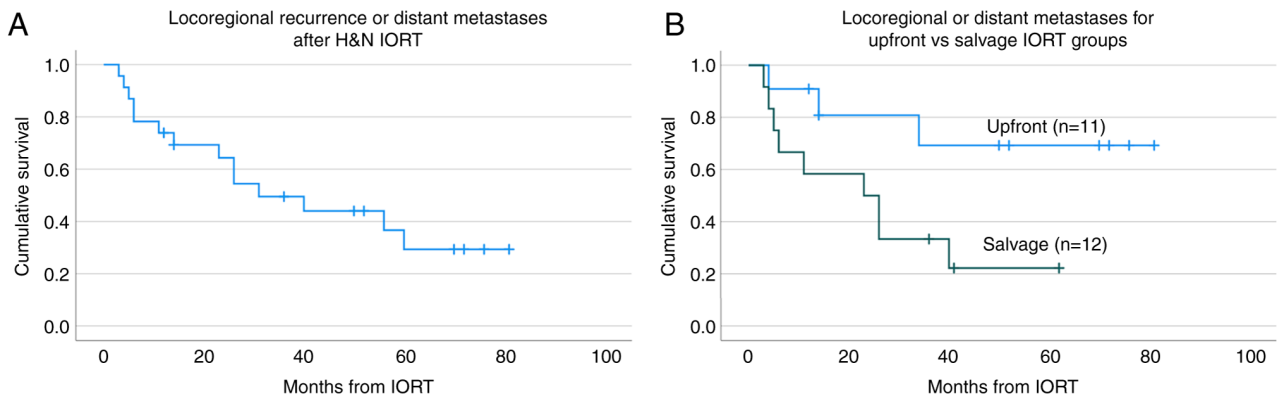 A
Locoregional recurrence or distant metastases
after H&N IORT
Cumulative survival
1.0
0.8
0.6
0.4
0.2
0.0
0 20 40 60 80 100
Months from IORT
B
Locoregional or distant metastases for
upfront vs salvage IORT groups
Cumulative survival
1.0
0.8
0.6
0.4
0.2
0.0
Upfront (n=11)
Salvage (n=12)
0 20 40 60 80 100
Months from IORT